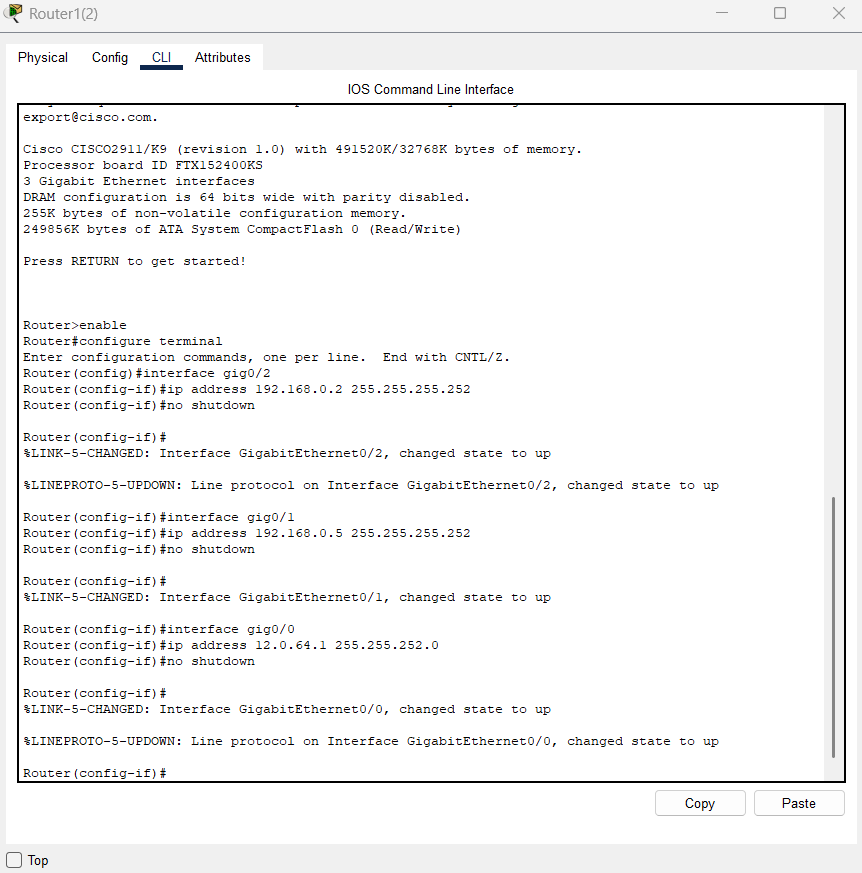 Router1(2)
Physical Config CLI Attributes
IOS Command Line Interface
export@cisco.com.
Cisco CISCO2911/K9 (revision 1.0) with 491520K/32768K bytes of memory.
Processor board ID FTX152400KS
3 Gigabit Ethernet interfaces
DRAM configuration is 64 bits wide with parity disabled.
255K bytes of non-volatile configuration memory.
249856K bytes of ATA System CompactFlash 0 (Read/Write)
Press RETURN to get started!
Router>enable
Router#configure terminal
Enter configuration commands, one per line.  End with CNTL/Z.
Router(config)#interface gig0/2
Router(config-if)#ip address 192.168.0.2 255.255.255.252
Router(config-if)#no shutdown
Router(config-if)#
%LINK-5-CHANGED: Interface GigabitEthernet0/2, changed state to up
%LINEPROTO-5-UPDOWN: Line protocol on Interface GigabitEthernet0/2, changed state to up
Router(config-if)#interface gig0/1
Router(config-if)#ip address 192.168.0.5 255.255.255.252
Router(config-if)#no shutdown
Router(config-if)#
%LINK-5-CHANGED: Interface GigabitEthernet0/1, changed state to up
Router(config-if)#interface gig0/0
Router(config-if)#ip address 12.0.64.1 255.255.252.0
Router(config-if)#no shutdown
Router(config-if)#
%LINK-5-CHANGED: Interface GigabitEthernet0/0, changed state to up
%LINEPROTO-5-UPDOWN: Line protocol on Interface GigabitEthernet0/0, changed state to up
Router(config-if)#
Copy Paste
Top